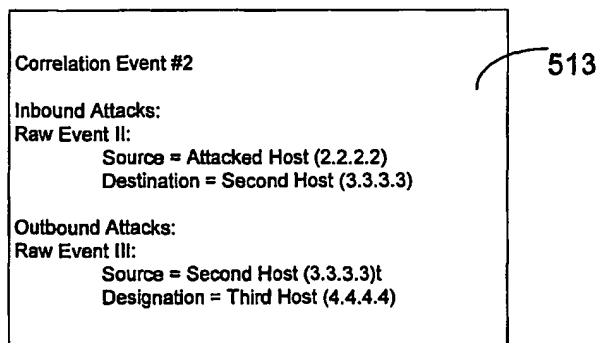 Correlation Event #2
513
Inbound Attacks:
Raw Event II:
Source = Attacked Host (2.2.2.2)
Destination = Second Host (3.3.3.3)
Outbound Attacks:
Raw Event III:
Source = Second Host (3.3.3.3)t
Designation = Third Host (4.4.4.4)